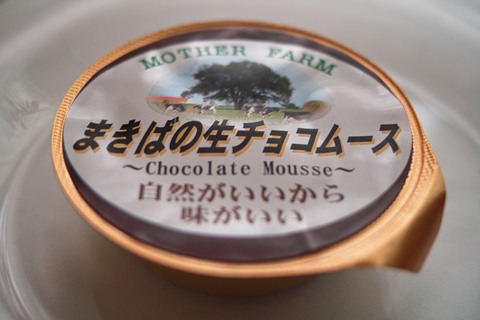 MOTHER FARM
まきばの生チョコムース
～Chocolate Mousse～
自然がいいから
味がいい